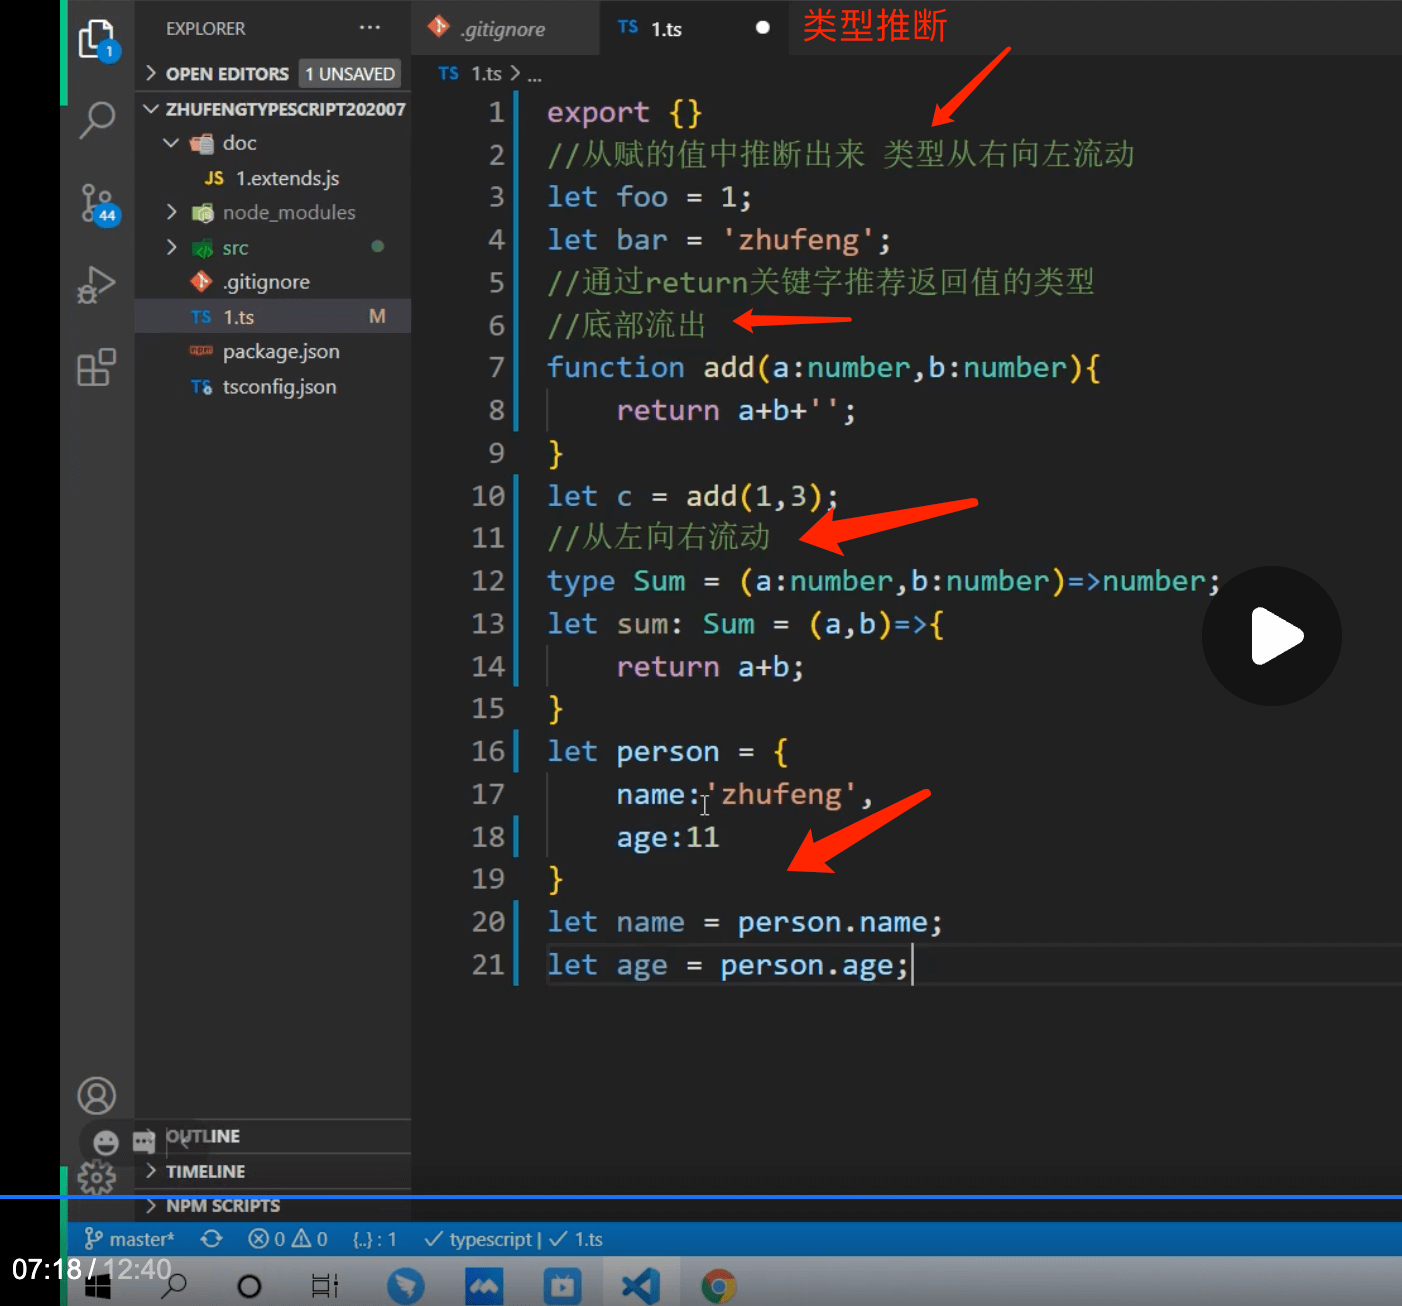 EXPLORER ···
.gitignore
TS 1.ts
类型推断
1
OPEN EDITORS 1 UNSAVED
TS 1.ts > ...
ZHUFENGTYPESCRIPT202007
doc
JS 1.extends.js
node_modules
44
src
.gitignore
TS 1.ts M
npm package.json
TS tsconfig.json
1 export {}
2 //从赋的值中推断出来 类型从右向左流动
3 let foo = 1;
4 let bar = 'zhufeng';
5 //通过return关键字推荐返回值的类型
6 //底部流出
7 function add(a:number,b:number){
8 return a+b+'';
9 }
10 let c = add(1,3);
11 //从左向右流动
12 type Sum = (a:number,b:number)=>number;
13 let sum: Sum = (a,b)=>{
14 return a+b;
15 }
16 let person = {
17 name:'zhufeng',
18 age:11
19 }
20 let name = person.name;
21 let age = person.age;
OUTLINE
TIMELINE
NPM SCRIPTS
master* 0 0 {..} : 1 ✓ typescript | ✓ 1.ts
07:18 / 12:40